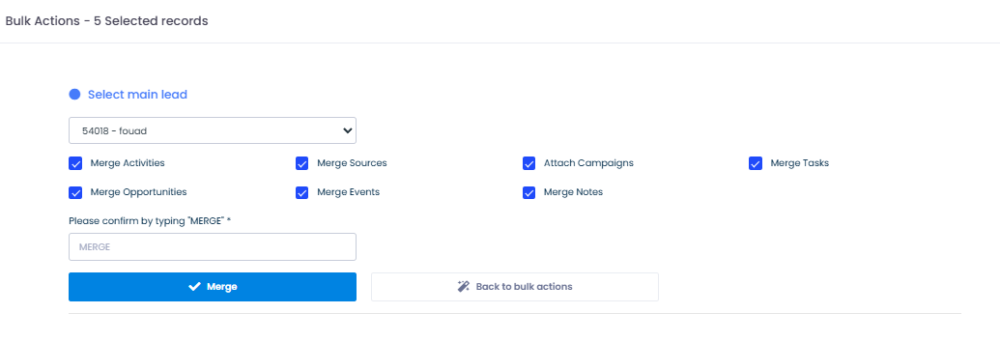 Bulk Actions - 5 Selected records
Select main lead
54018 - fouad
Merge Activities Merge Sources Attach Campaigns Merge Tasks
Merge Opportunities Merge Events Merge Notes
Please confirm by typing "MERGE" *
MERGE
Merge Back to bulk actions